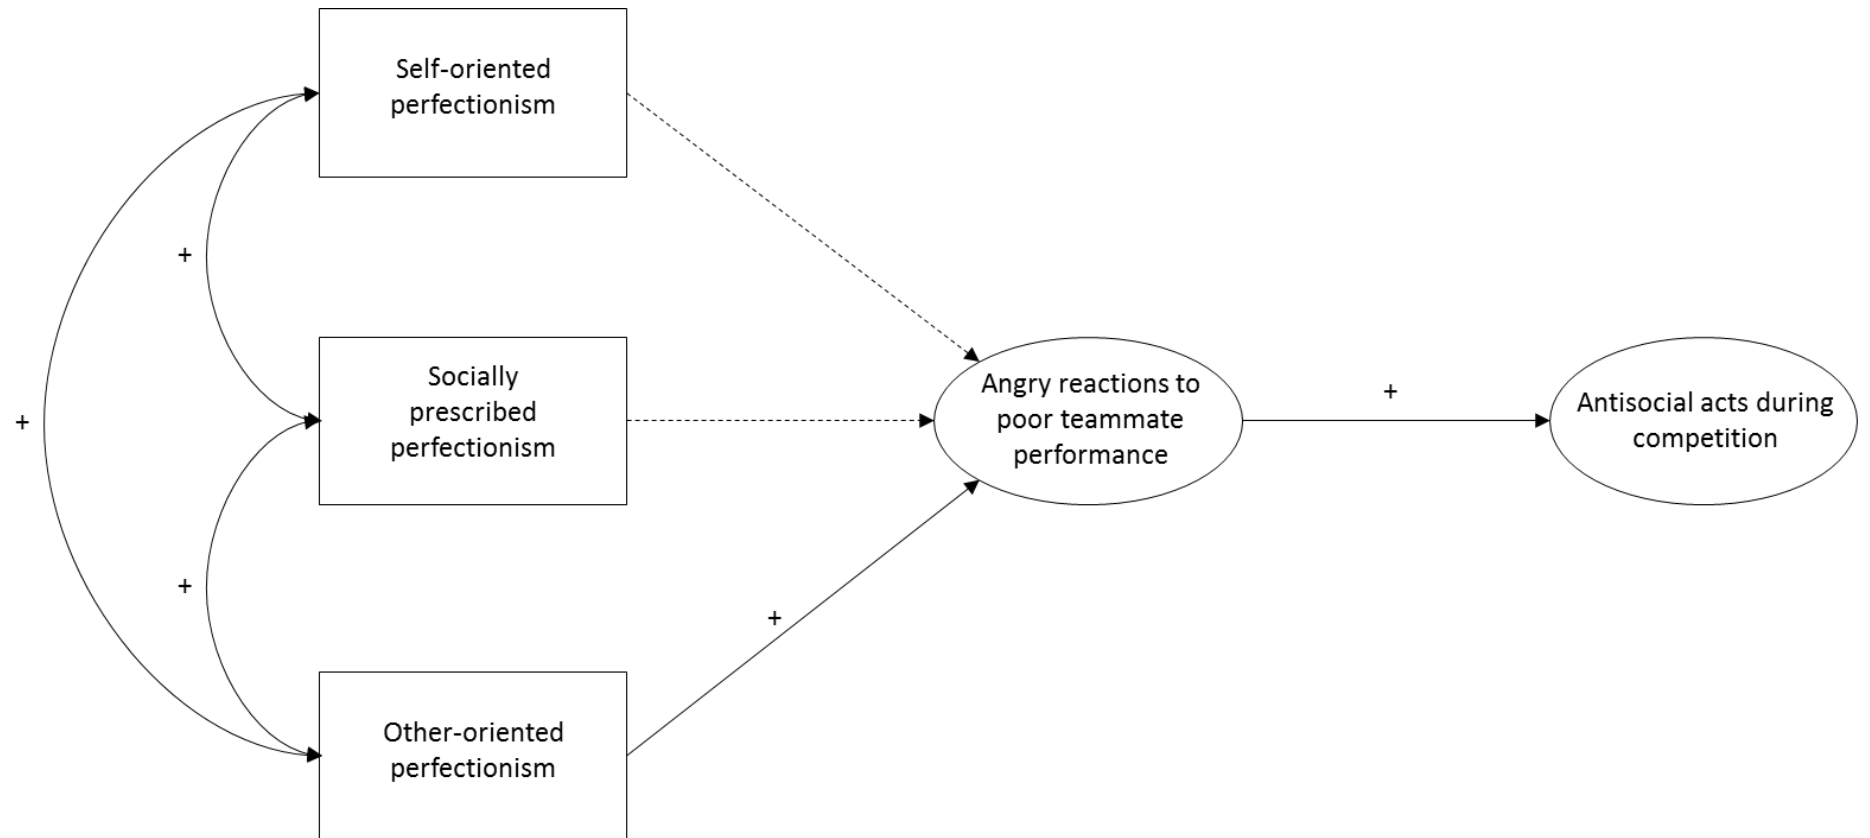 Self-oriented
perfectionism
+
Socially
prescribed
perfectionism
+
+
Other-oriented
perfectionism
+
Angry reactions to
poor teammate
performance
+
Antisocial acts during
competition